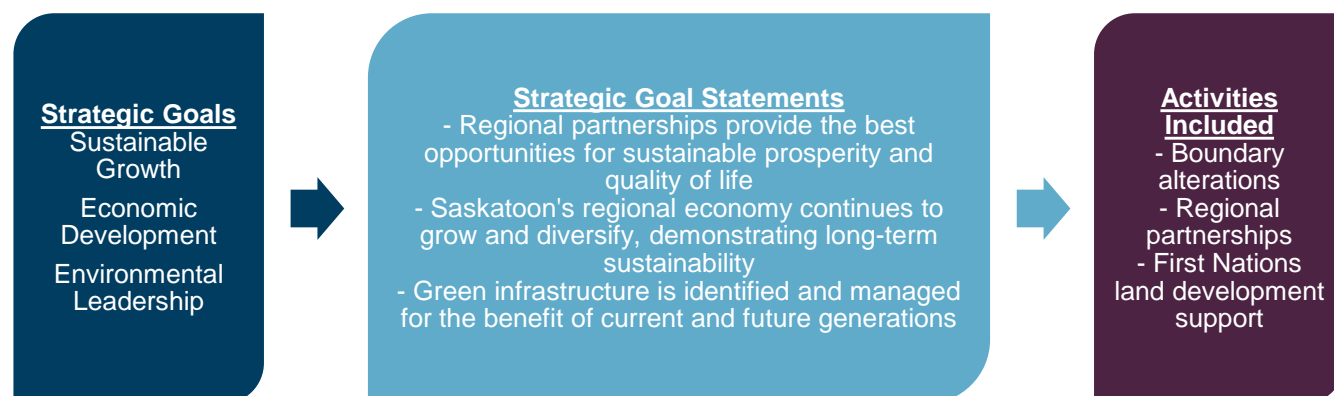 Strategic Goals
Sustainable
Growth
Economic
Development
Environmental
Leadership
Strategic Goal Statements
- Regional partnerships provide the best
opportunities for sustainable prosperity and
quality of life
- Saskatoon's regional economy continues to
grow and diversify, demonstrating long-term
sustainability
- Green infrastructure is identified and managed
for the benefit of current and future generations
Activities
Included
- Boundary
alterations
- Regional
partnerships
- First Nations
land development
support